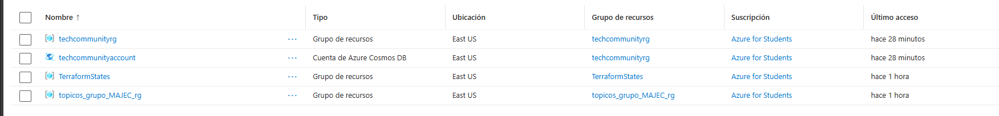 Nombre ↑ Tipo Ubicación Grupo de recursos Suscripción Último acceso
techcommunityrg ··· Grupo de recursos East US techcommunityrg Azure for Students hace 28 minutos
techcommunityaccount ··· Cuenta de Azure Cosmos DB East US techcommunityrg Azure for Students hace 28 minutos
TerraformStates ··· Grupo de recursos East US TerraformStates Azure for Students hace 1 hora
topicos_grupo_MAJEC_rg ··· Grupo de recursos East US topicos_grupo_MAJEC_rg Azure for Students hace 1 hora